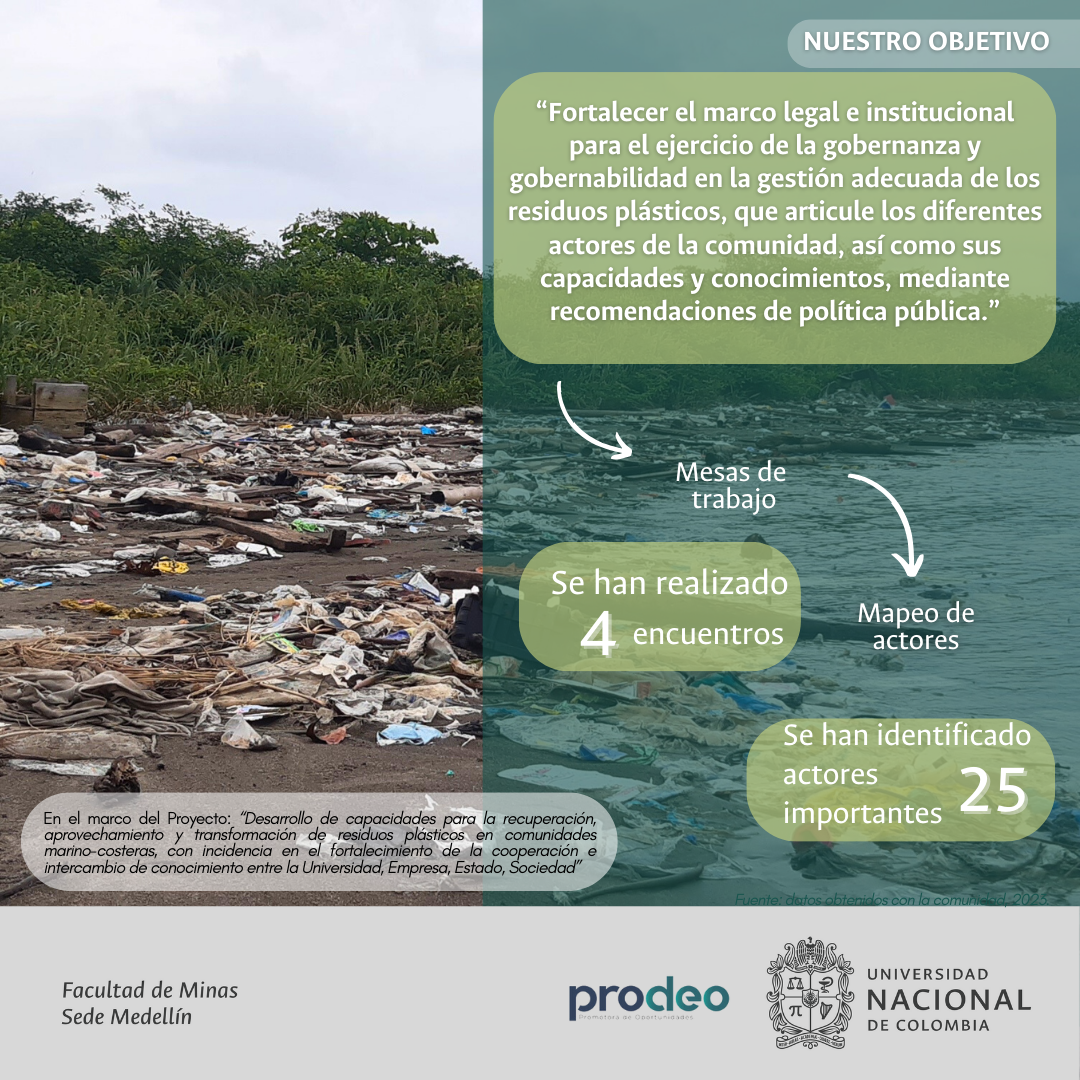 NUESTRO OBJETIVO
“Fortalecer el marco legal e institucional
para el ejercicio de la gobernanza y
gobernabilidad en la gestión adecuada de los
residuos plásticos, que articule los diferentes
actores de la comunidad, así como sus
capacidades y conocimientos, mediante
recomendaciones de política pública.”
Mesas de
trabajo
Se han realizado
4 encuentros
Mapeo de
actores
Se han identificado
actores
importantes 25
En el marco del Proyecto: “Desarrollo de capacidades para la recuperación,
aprovechamiento y transformación de residuos plásticos en comunidades
marino-costeras, con incidencia en el fortalecimiento de la cooperación e
intercambio de conocimiento entre la Universidad, Empresa, Estado, Sociedad”
Fuente: datos obtenidos con la comunidad, 2023.
Facultad de Minas
Sede Medellín
prodeo
Promotora de Oportunidades
UNIVERSIDAD
NACIONAL
DE COLOMBIA